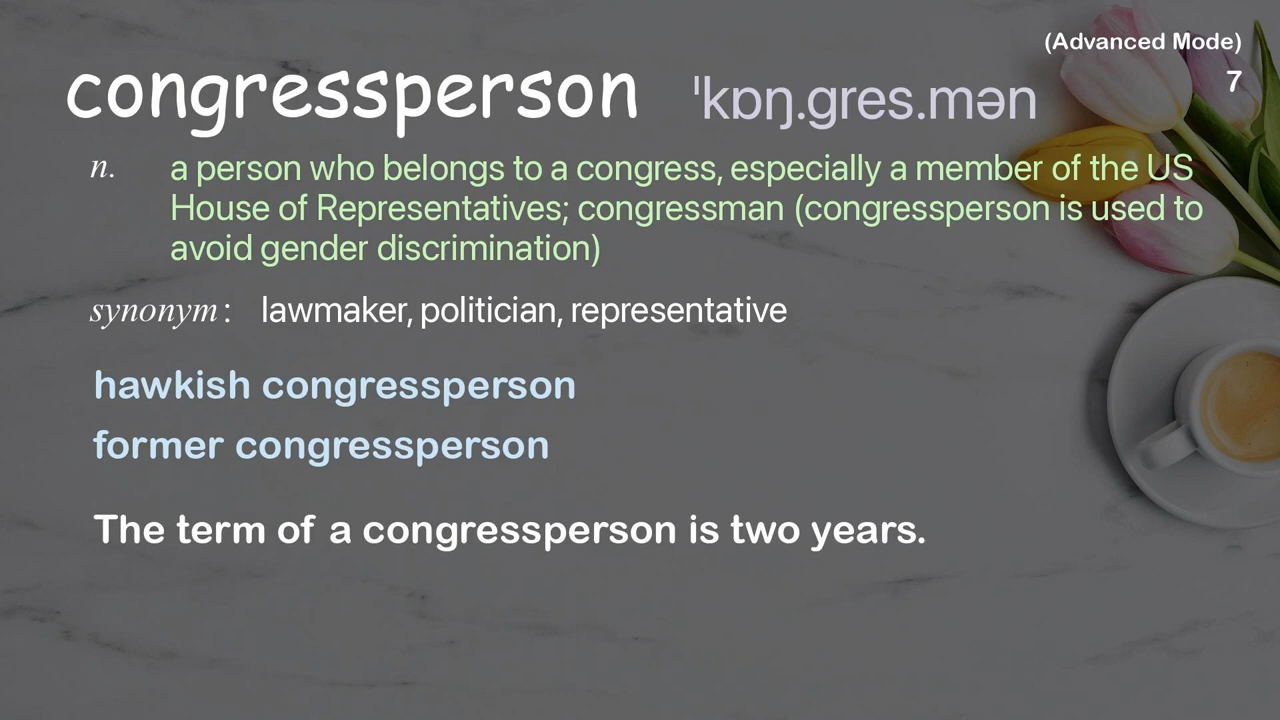 (Advanced Mode)
congressperson ˈkɒŋ.gres.mən 7
n. a person who belongs to a congress, especially a member of the US
House of Representatives; congressman (congressperson is used to
avoid gender discrimination)
synonym: lawmaker, politician, representative
hawkish congressperson
former congressperson
The term of a congressperson is two years.